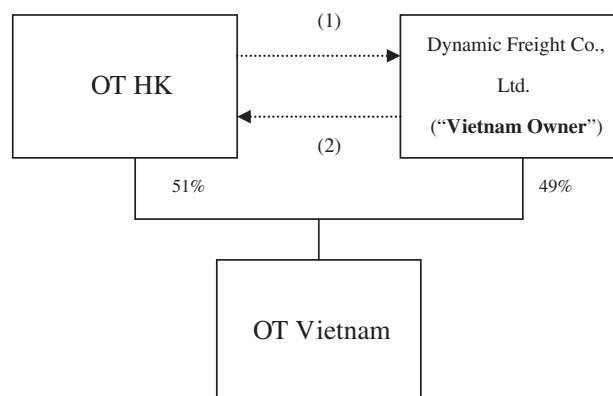 (1)
OT HK
Dynamic Freight Co.,
Ltd.
(“Vietnam Owner”)
(2)
51%
49%
OT Vietnam